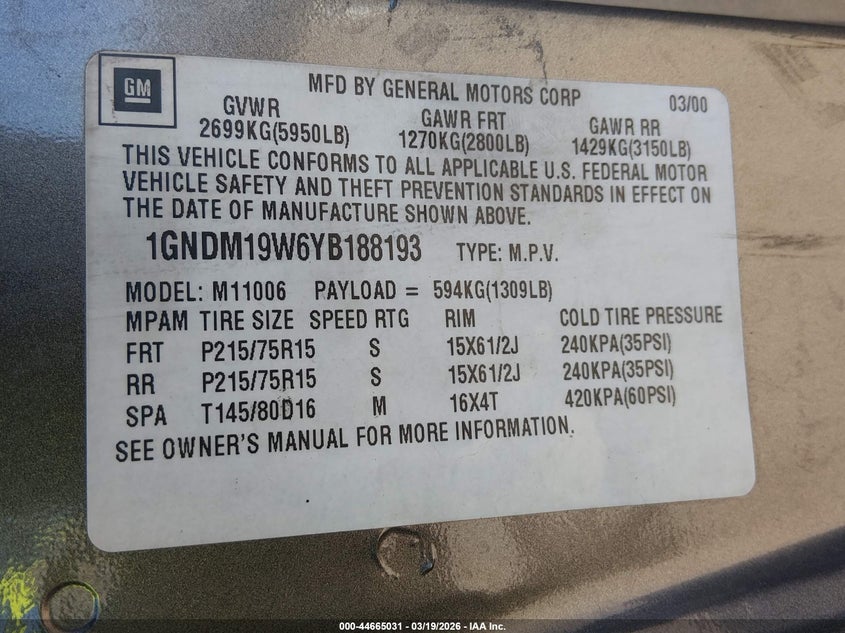 GM
MFD BY GENERAL MOTORS CORP 03/00
GVWR GAWR FRT GAWR RR
2699KG(5950LB) 1270KG(2800LB) 1429KG(3150LB)
THIS VEHICLE CONFORMS TO ALL APPLICABLE U.S. FEDERAL MOTOR
VEHICLE SAFETY AND THEFT PREVENTION STANDARDS IN EFFECT ON
THE DATE OF MANUFACTURE SHOWN ABOVE.
1GNDM19W6YB188193 TYPE: M.P.V.
MODEL: M11006 PAYLOAD = 594KG(1309LB)
MPAM TIRE SIZE SPEED RTG RIM COLD TIRE PRESSURE
FRT P215/75R15 S 15X61/2J 240KPA(35PSI)
RR P215/75R15 S 15X61/2J 240KPA(35PSI)
SPA T145/80D16 M 16X4T 420KPA(60PSI)
SEE OWNER'S MANUAL FOR MORE INFORMATION.
000-44665031 - 03/19/2026 - IAA Inc.